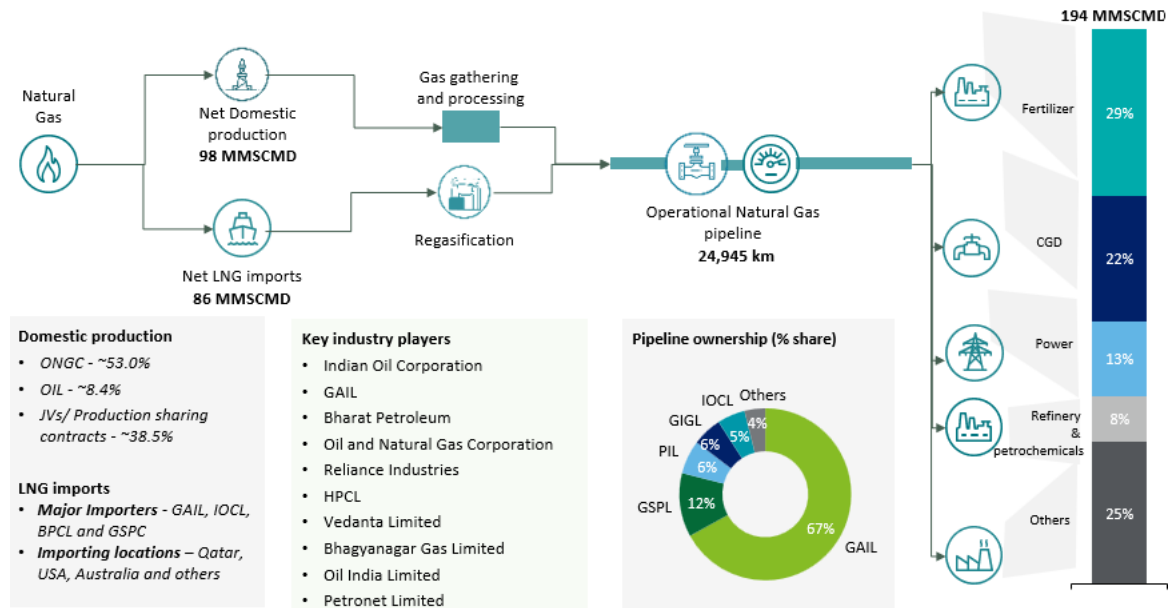 194 MMSCMD
Natural
Gas
Net Domestic
production
98 MMSCMD
Gas gathering
and processing
Net LNG imports
86 MMSCMD
Regasification
Operational Natural Gas
pipeline
24,945 km
Fertilizer
29%
CGD
22%
Power
13%
Refinery
&
petrochemicals
8%
Others
25%
Domestic production
• ONGC - ~53.0%
• OIL - ~8.4%
• JVs/ Production sharing
contracts - ~38.5%
LNG imports
• Major Importers - GAIL, IOCL,
BPCL and GSPC
• Importing locations – Qatar,
USA, Australia and others
Key industry players
• Indian Oil Corporation
• GAIL
• Bharat Petroleum
• Oil and Natural Gas Corporation
• Reliance Industries
• HPCL
• Vedanta Limited
• Bhagyanagar Gas Limited
• Oil India Limited
• Petronet Limited
Pipeline ownership (% share)
IOCL
Others
GIGL
PIL
GSPL
GAIL
4%
5%
6%
6%
12%
67%